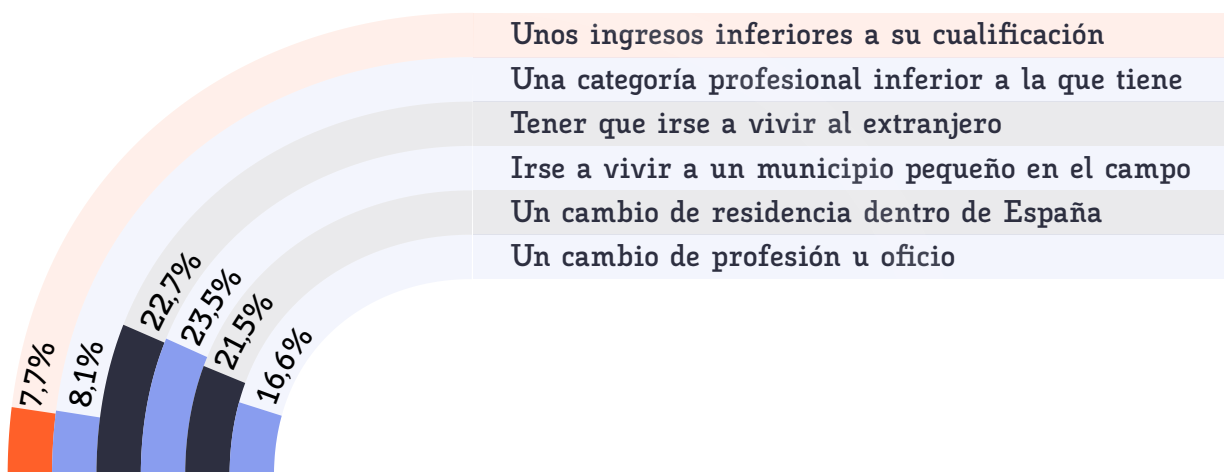 Unos ingresos inferiores a su cualificación
Una categoría profesional inferior a la que tiene
Tener que irse a vivir al extranjero
Irse a vivir a un municipio pequeño en el campo
Un cambio de residencia dentro de España
Un cambio de profesión u oficio
7,7%
8,1%
22,7%
23,5%
21,5%
16,6%